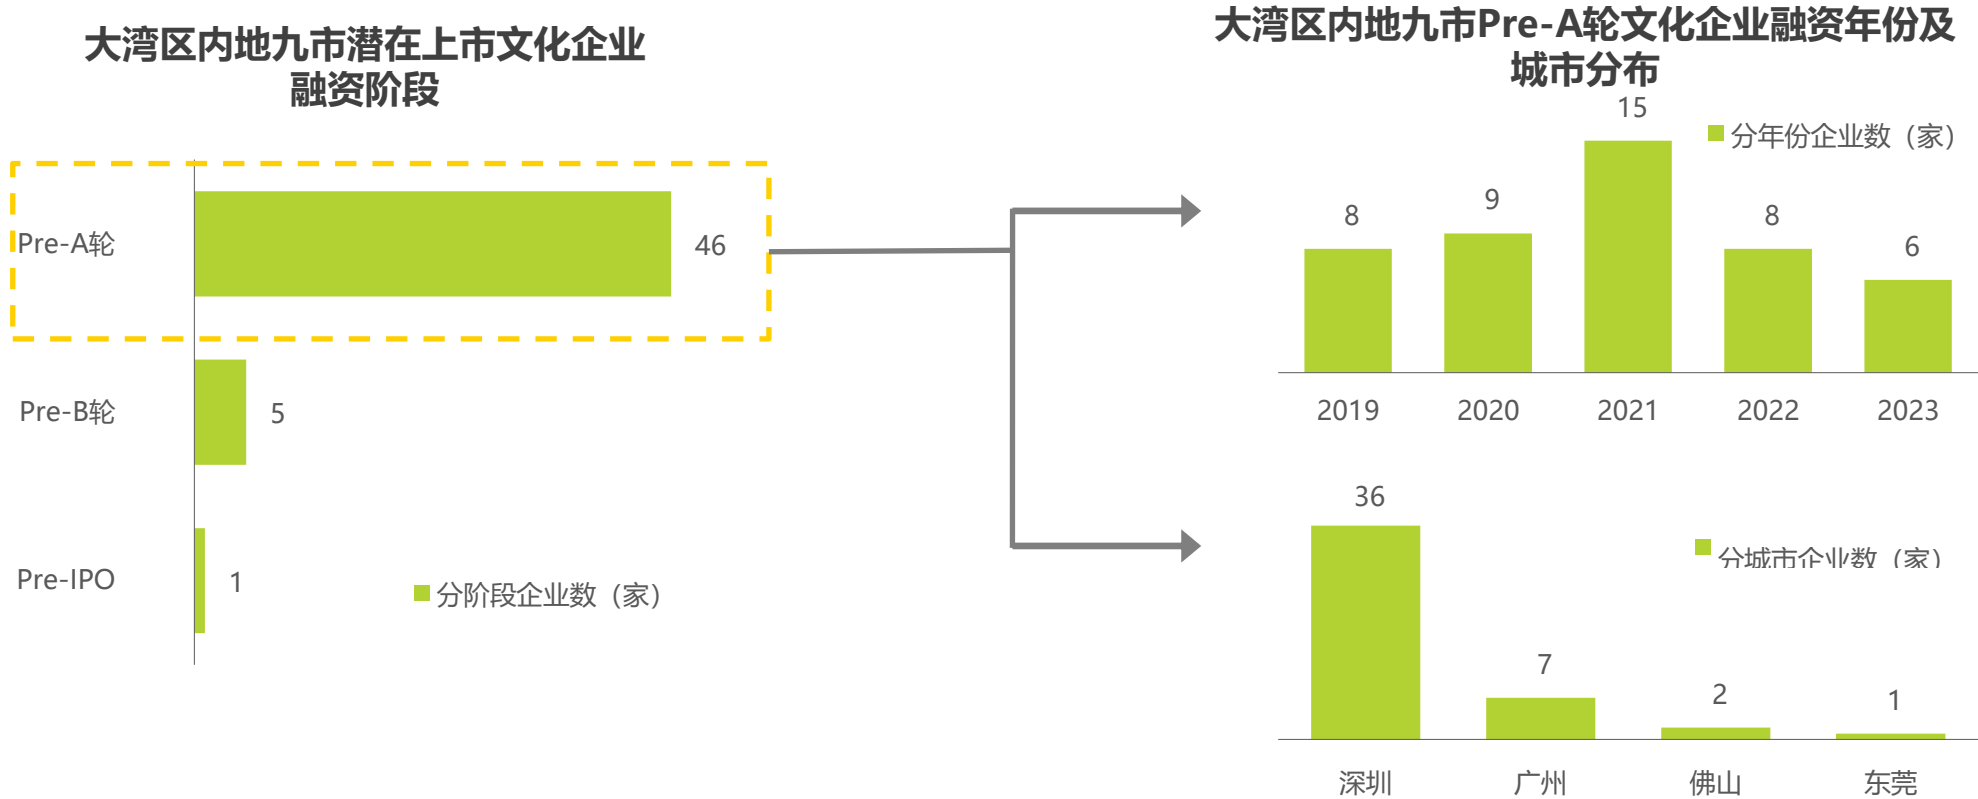 大湾区内地九市潜在上市文化企业
融资阶段
Pre-A轮
46
Pre-B轮
5
Pre-IPO
1
分阶段企业数（家）
大湾区内地九市Pre-A轮文化企业融资年份及
城市分布
分年份企业数（家）
8
9
15
8
6
2019
2020
2021
2022
2023
分城市企业数（家）
36
7
2
1
深圳
广州
佛山
东莞